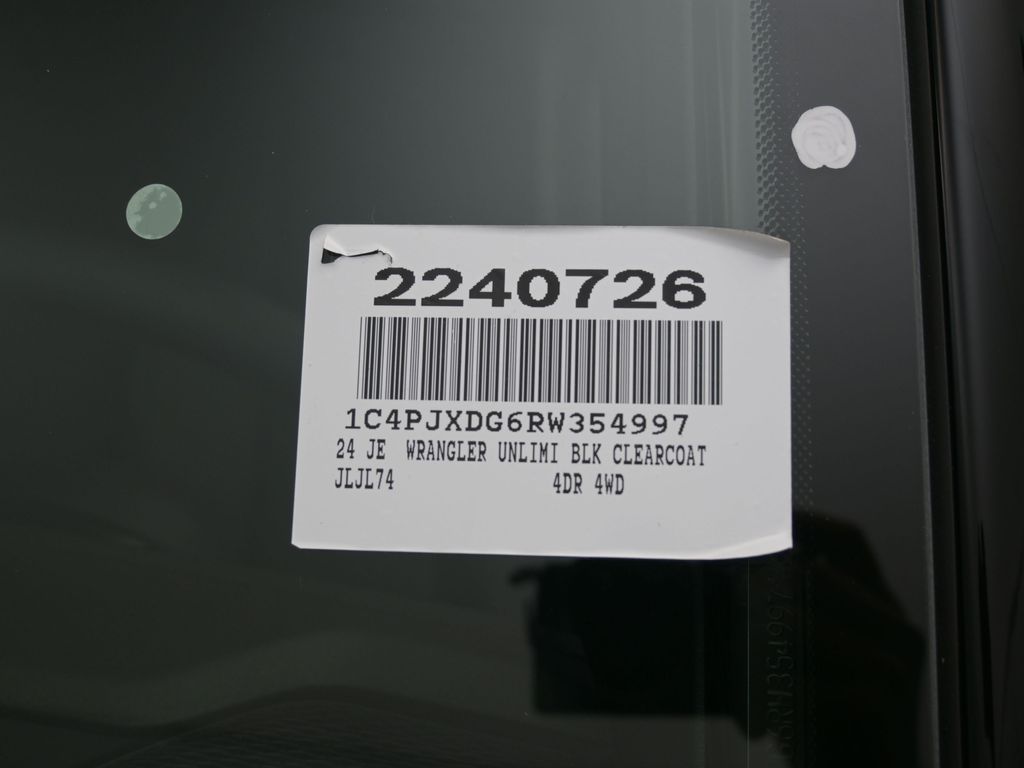 2240726
1C4PJXDG6RW354997
24 JE WRANGLER UNLIMI BLK CLEARCOAT
JLJL74 4DR 4WD